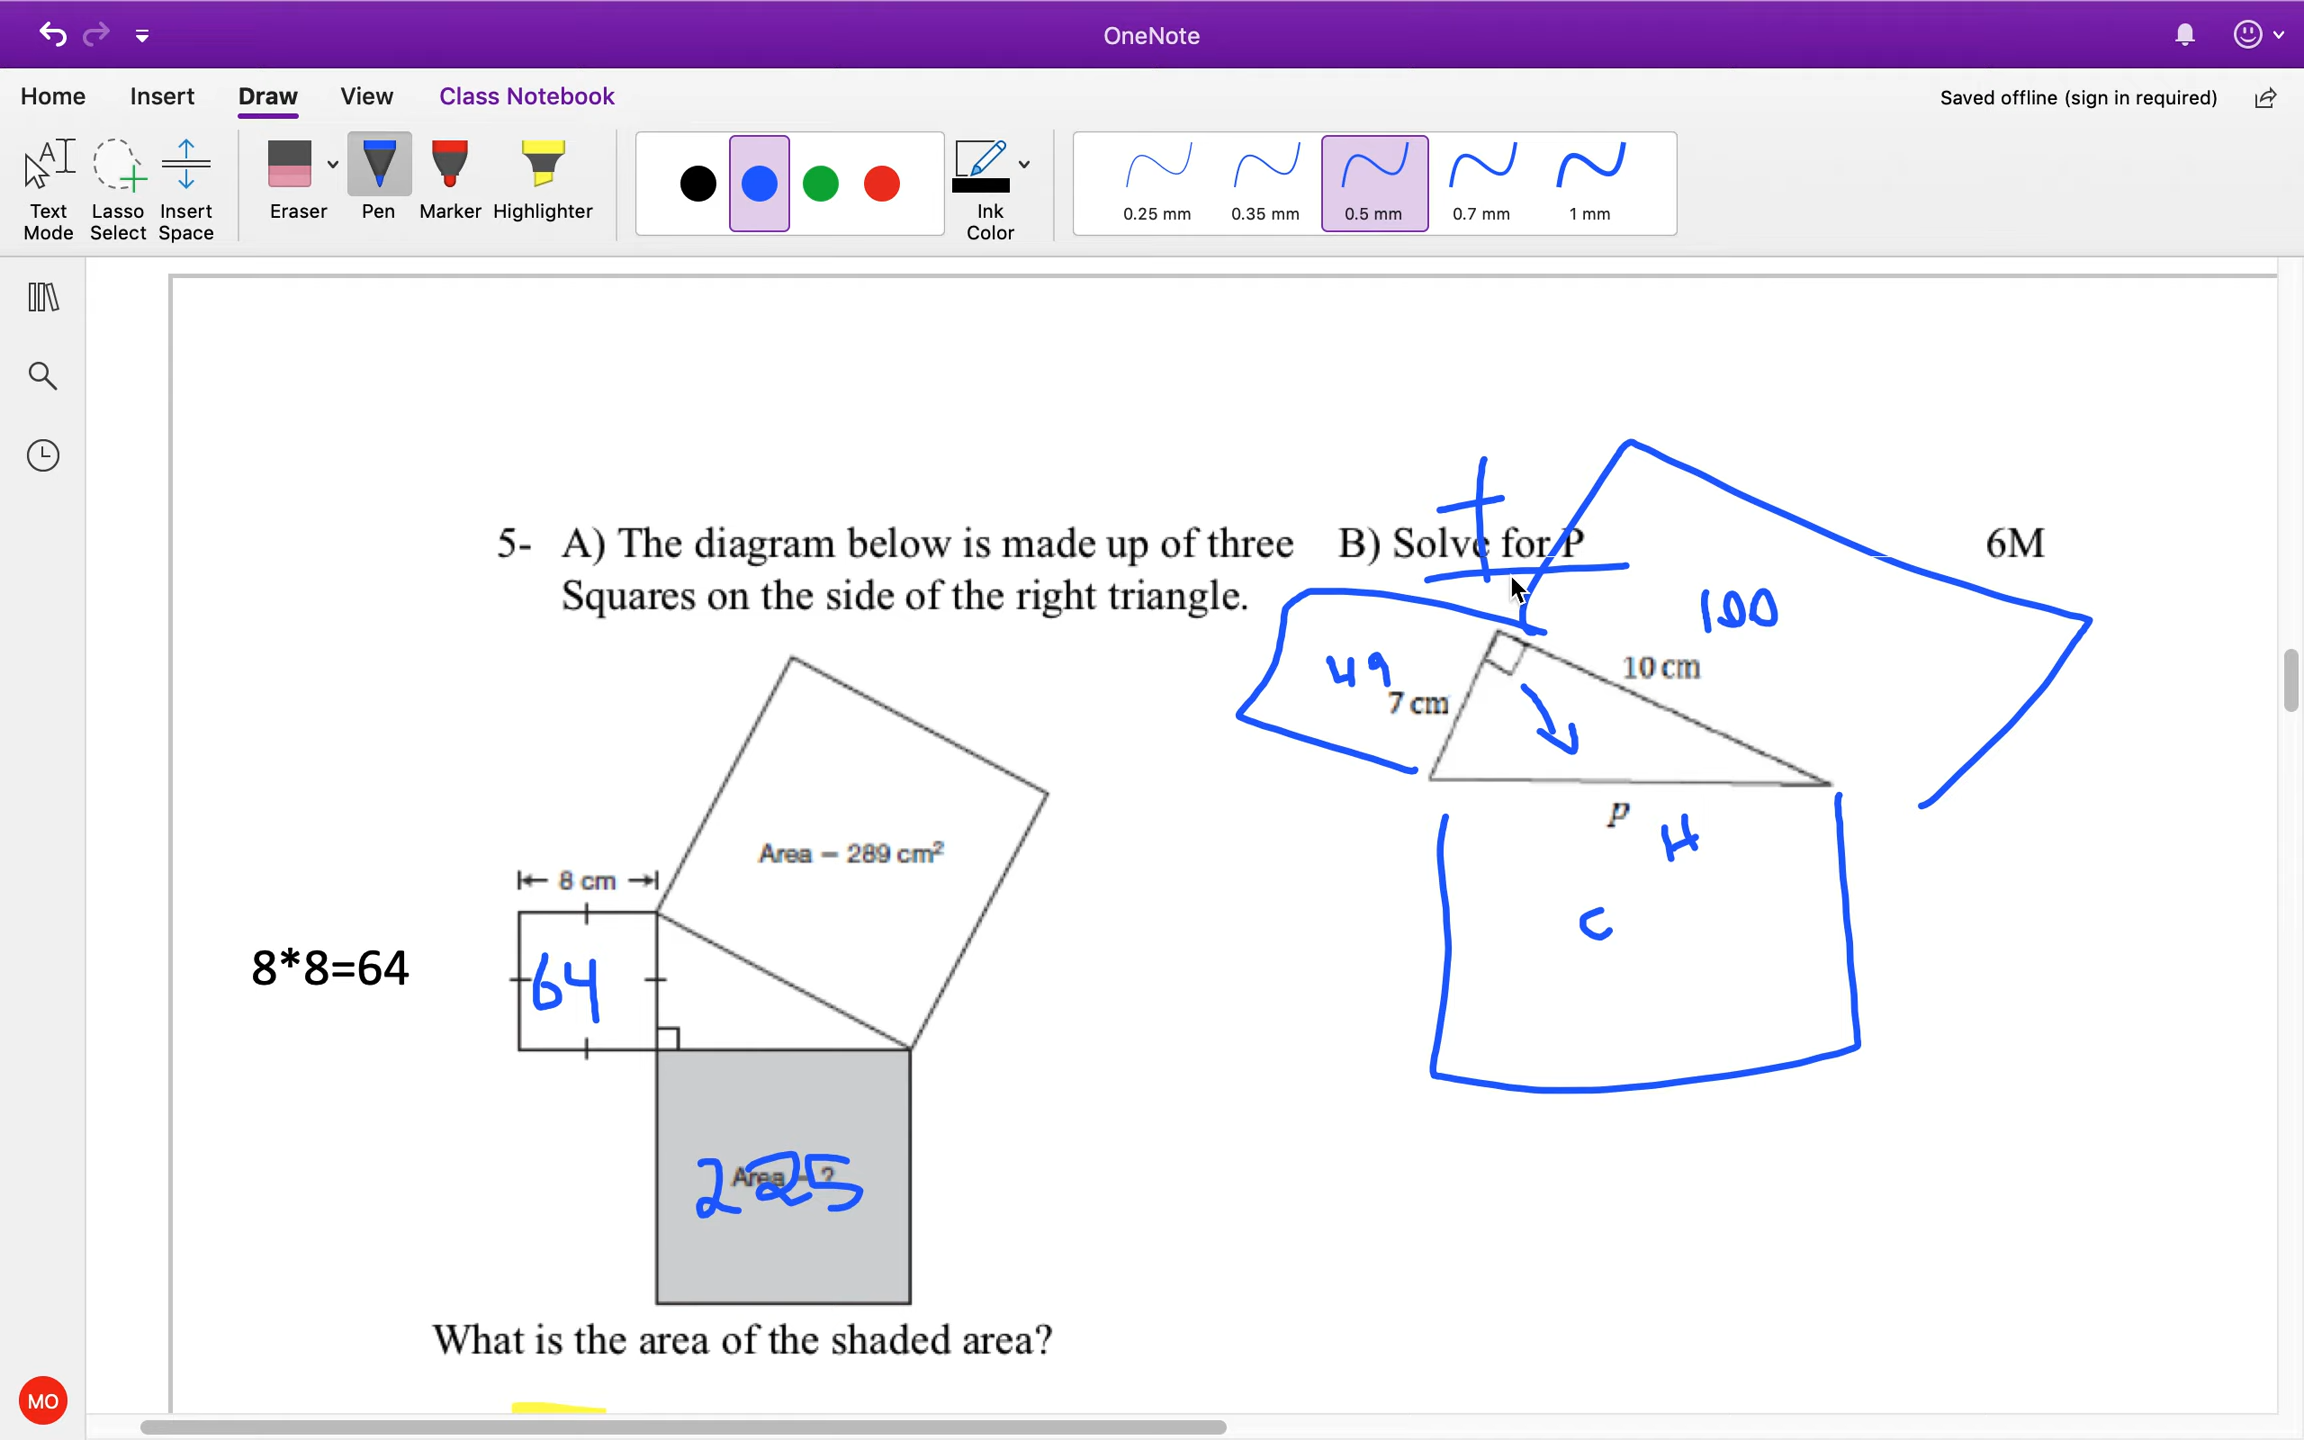 OneNote
Home Insert Draw View Class Notebook
Saved offline (sign in required)
Text Mode
Lasso Select
Insert Space
Eraser
Pen
Marker
Highlighter
Ink Color
0.25 mm
0.35 mm
0.5 mm
0.7 mm
1 mm
5- A) The diagram below is made up of three
Squares on the side of the right triangle.
B) Solve for P
6M
+
100
49
10 cm
7 cm
p
H
C
Area – 289 cm²
8 cm
8*8=64
64
Area – ?
225
What is the area of the shaded area?
MO